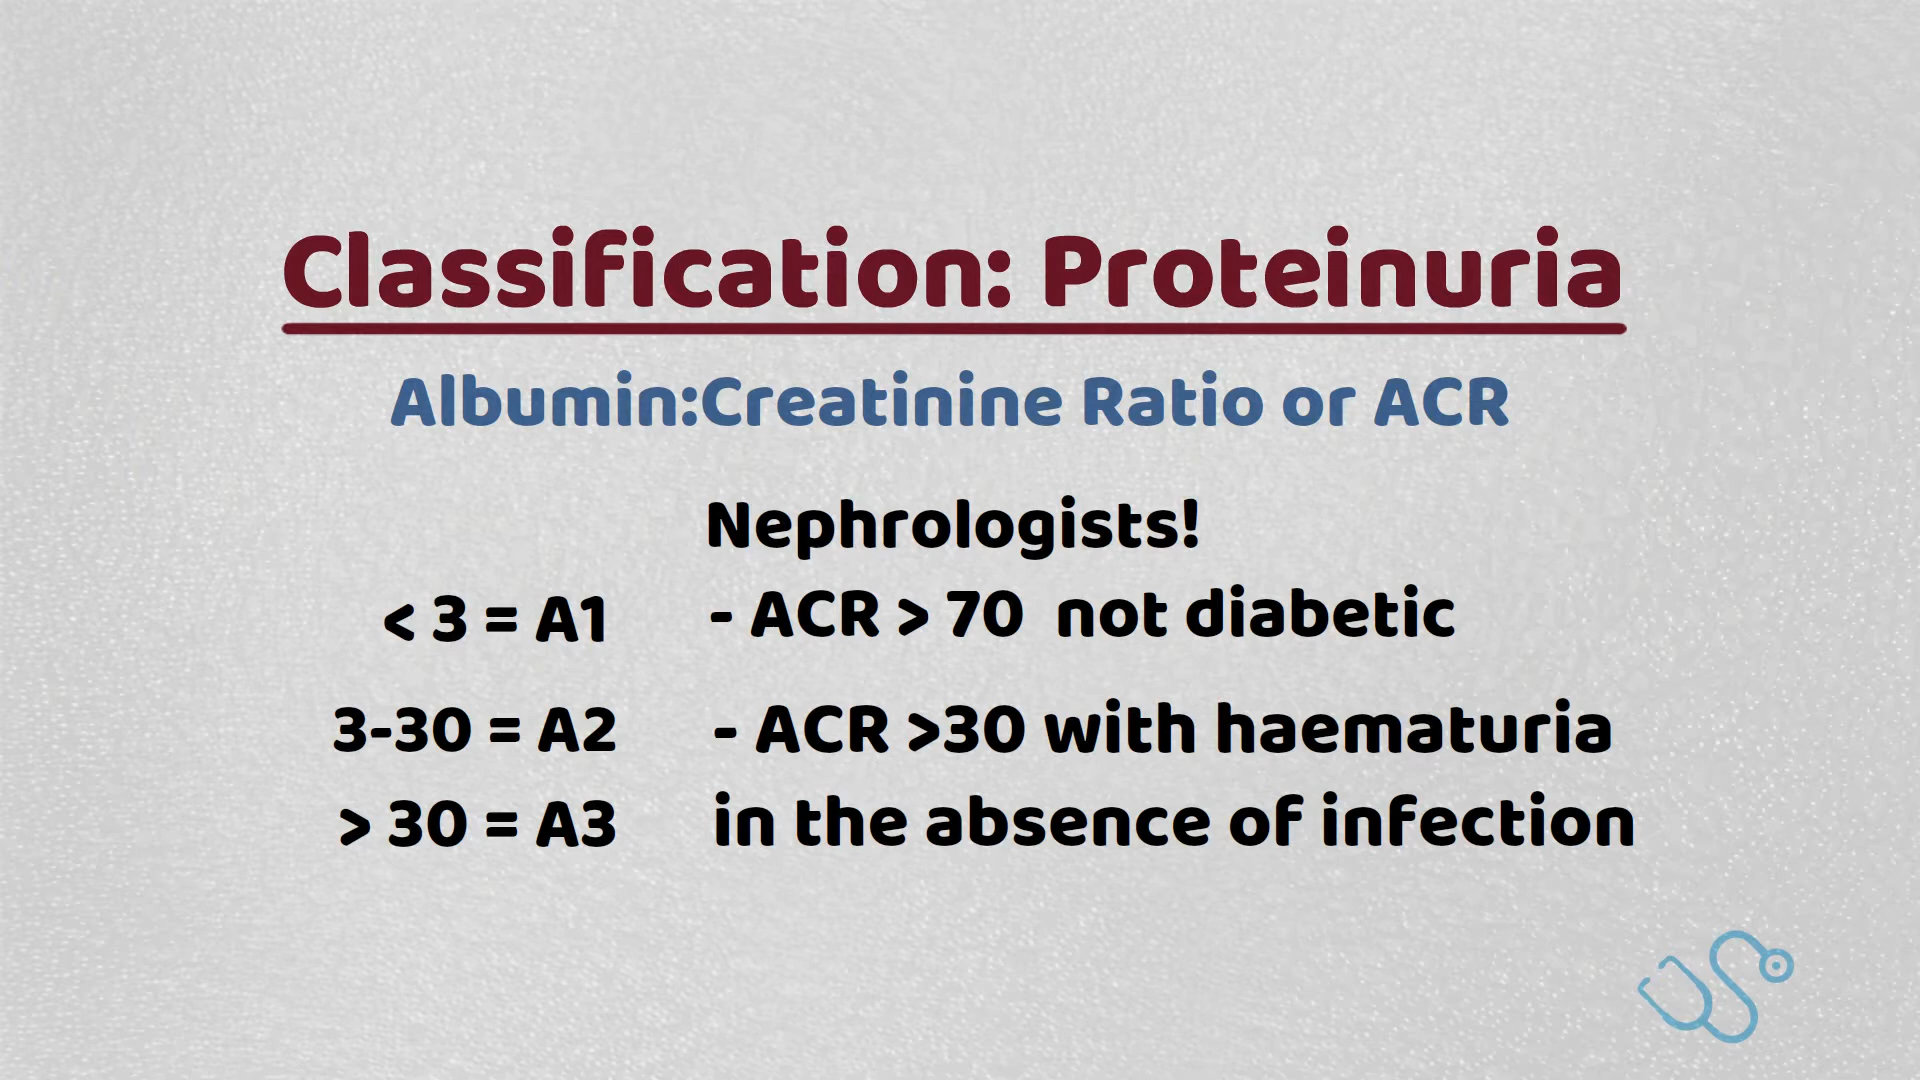 Classification: Proteinuria
Albumin:Creatinine Ratio or ACR
Nephrologists!
< 3 = A1
- ACR > 70 not diabetic
3-30 = A2
- ACR >30 with haematuria
> 30 = A3
in the absence of infection